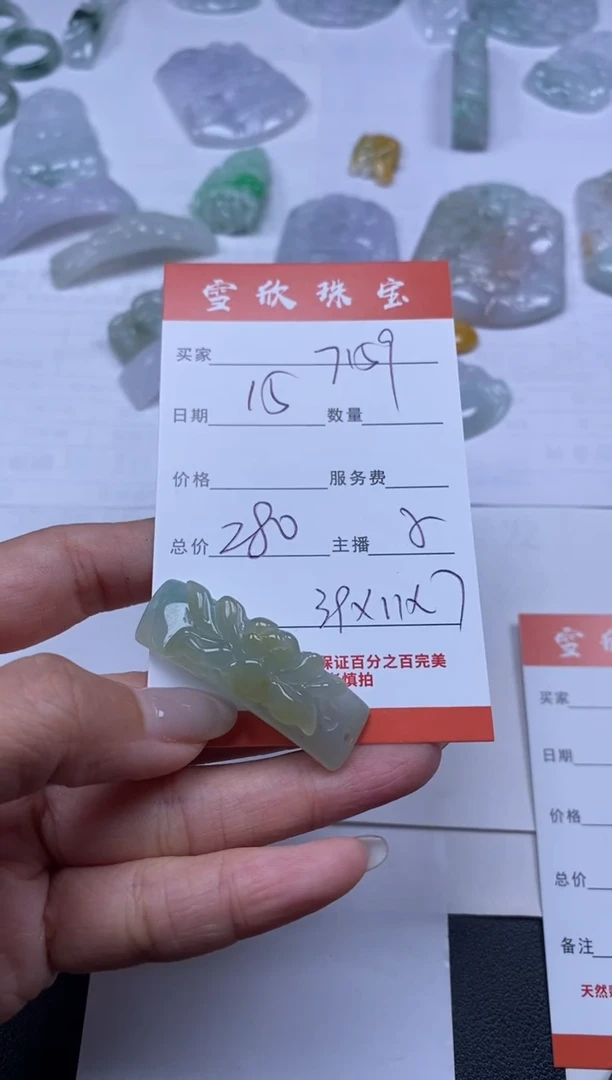 雪欣珠宝
买家 7159
日期 15 数量
价格 服务费
总价 280 主播
39X11X7
保证百分之百完美
慎拍
雪
买家
日期
价格
总价
备注
天然